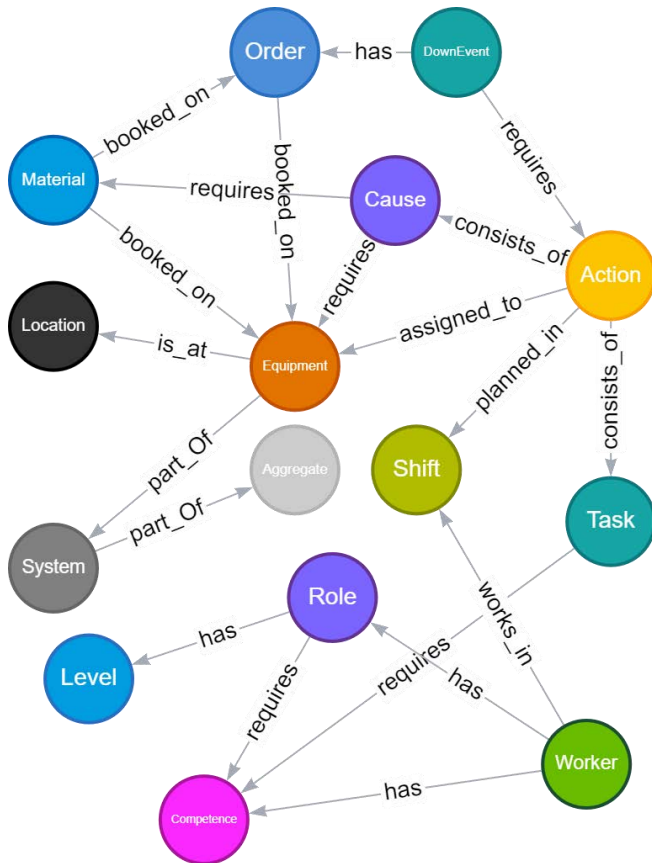 Order
has
DownEvent
booked_on
booked_on
requires
Material
requires
Cause
consists_of
Action
booked_on
requires
Location
is_at
Equipment
assigned_to
planned_in
consists_of
part_Of
Aggregate
Shift
part_Of
Task
System
Role
works_in
has
requires
Level
requires
has
Worker
has
Competence